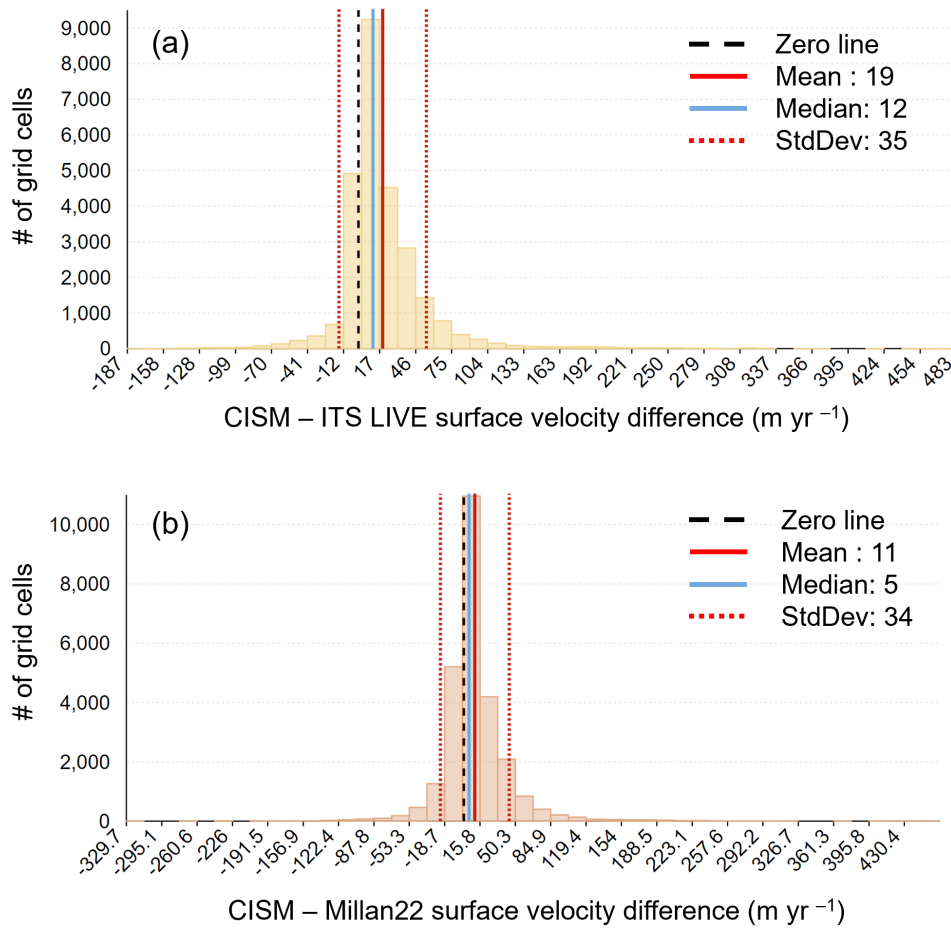 (a)
Zero line
Mean : 19
Median: 12
StdDev: 35
# of grid cells
9,000
8,000
7,000
6,000
5,000
4,000
3,000
2,000
1,000
0
-187 -158 -128 -99 -70 -41 -12 17 46 75 104 133 163 192 221 250 279 308 337 366 395 424 454 483
CISM – ITS LIVE surface velocity difference (m yr ⁻¹)
(b)
Zero line
Mean : 11
Median: 5
StdDev: 34
# of grid cells
10,000
8,000
6,000
4,000
2,000
0
-329.7 -295.1 -260.6 -226 -191.5 -156.9 -122.4 -87.8 -53.3 -18.7 15.8 50.3 84.9 119.4 154 188.5 223.1 257.6 292.2 326.7 361.3 395.8 430.4
CISM – Millan22 surface velocity difference (m yr ⁻¹)